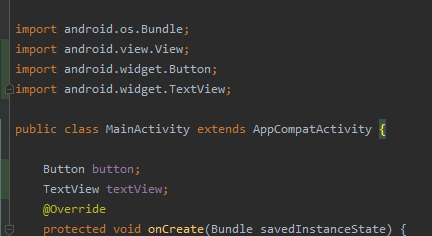 import android.os.Bundle;
import android.view.View;
import android.widget.Button;
import android.widget.TextView;
public class MainActivity extends AppCompatActivity {
Button button;
TextView textView;
@Override
protected void onCreate(Bundle savedInstanceState) {